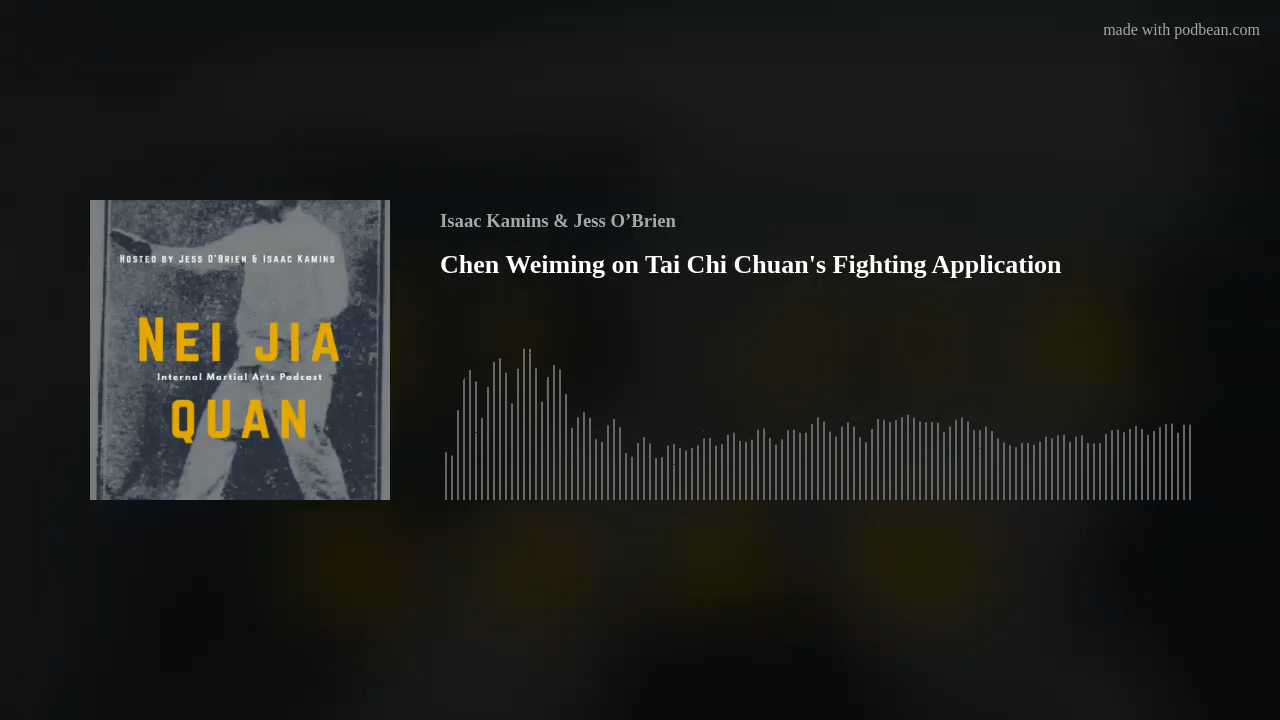 made with podbean.com
Isaac Kamins & Jess O’Brien
Chen Weiming on Tai Chi Chuan's Fighting Application
Hosted by Jess O'Brien & Isaac Kamins
Nei jia
Internal Martial Arts Podcast
QUAN